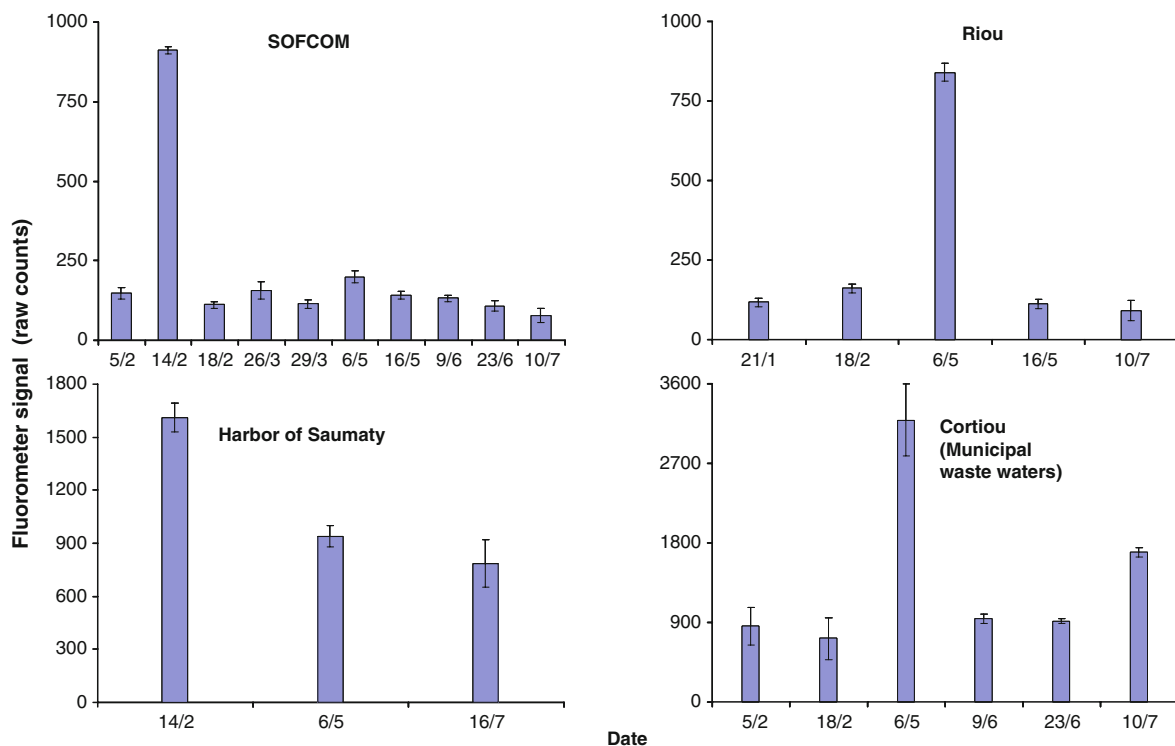 Fluorometer signal (raw counts)
SOFCOM
1000
750
500
250
0
5/2 14/2 18/2 26/3 29/3 6/5 16/5 9/6 23/6 10/7
Riou
1000
750
500
250
0
21/1 18/2 6/5 16/5 10/7
Harbor of Saumaty
1800
1500
1200
900
600
300
0
14/2 6/5 16/7
Cortiou
(Municipal
waste waters)
3600
2700
1800
900
0
5/2 18/2 6/5 9/6 23/6 10/7
Date